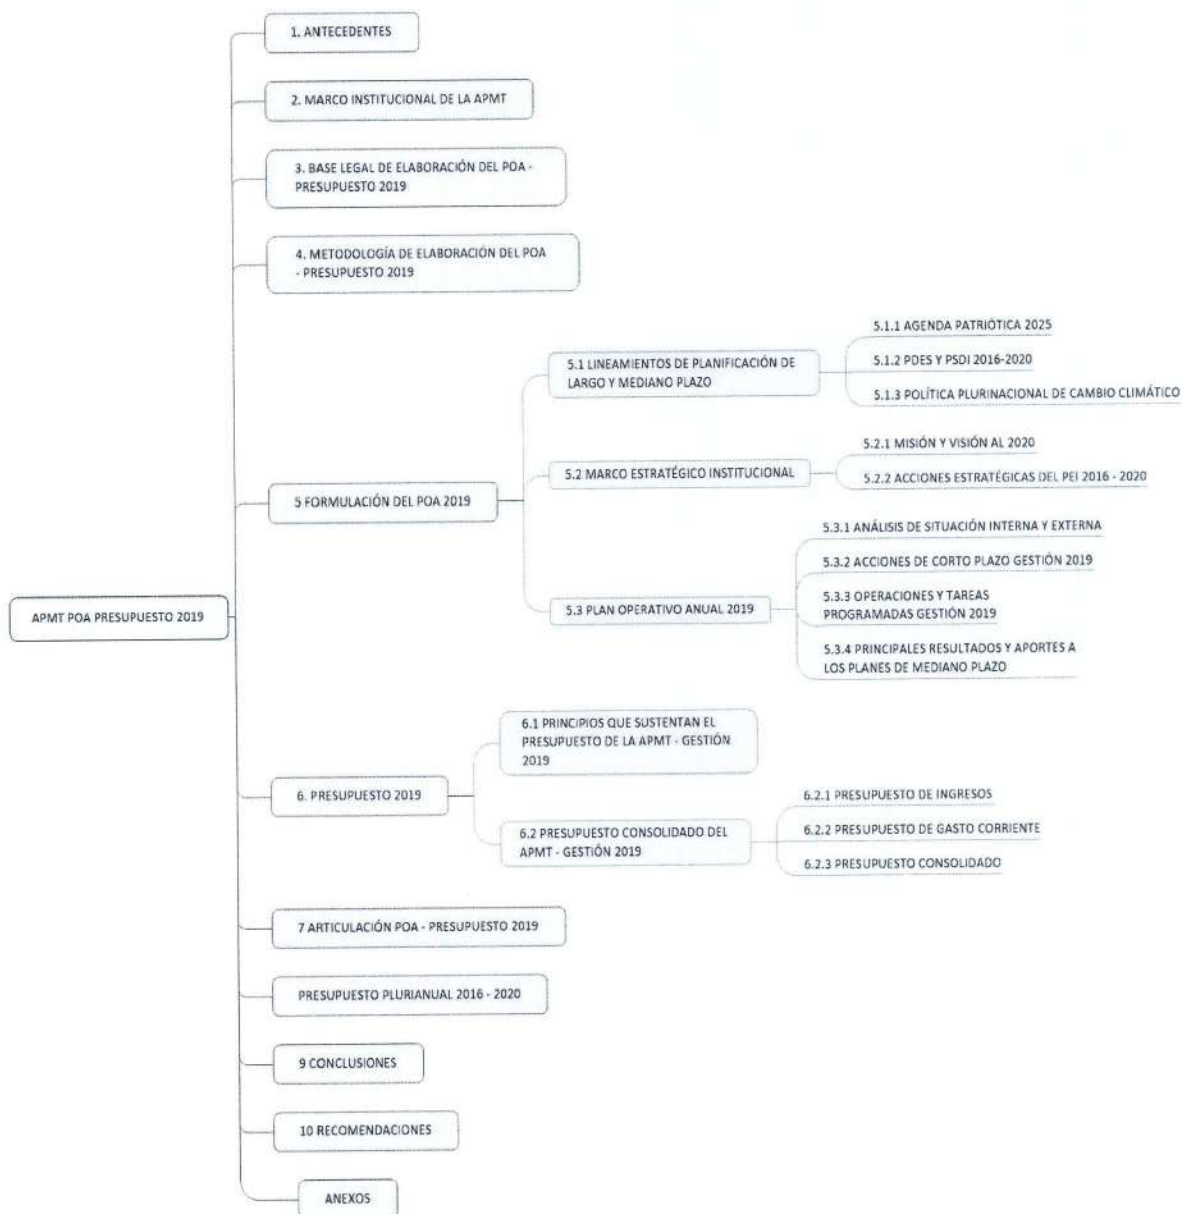 1. ANTECEDENTES
2. MARCO INSTITUCIONAL DE LA APMT
3. BASE LEGAL DE ELABORACIÓN DEL POA -
PRESUPUESTO 2019
4. METODOLOGÍA DE ELABORACIÓN DEL POA
- PRESUPUESTO 2019
5.1 LINEAMIENTOS DE PLANIFICACIÓN DE
LARGO Y MEDIANO PLAZO
5.1.1 AGENDA PATRIÓTICA 2025
5.1.2 PDES Y PSDI 2016-2020
5.1.3 POLÍTICA PLURINACIONAL DE CAMBIO CLIMÁTICO
5 FORMULACIÓN DEL POA 2019
5.2 MARCO ESTRATÉGICO INSTITUCIONAL
5.2.1 MISIÓN Y VISIÓN AL 2020
5.2.2 ACCIONES ESTRATÉGICAS DEL PEI 2016 - 2020
5.3 PLAN OPERATIVO ANUAL 2019
5.3.1 ANÁLISIS DE SITUACIÓN INTERNA Y EXTERNA
5.3.2 ACCIONES DE CORTO PLAZO GESTIÓN 2019
5.3.3 OPERACIONES Y TAREAS
PROGRAMADAS GESTIÓN 2019
5.3.4 PRINCIPALES RESULTADOS Y APORTES A
LOS PLANES DE MEDIANO PLAZO
APMT POA PRESUPUESTO 2019
6. PRESUPUESTO 2019
6.1 PRINCIPIOS QUE SUSTENTAN EL
PRESUPUESTO DE LA APMT - GESTIÓN
2019
6.2 PRESUPUESTO CONSOLIDADO DEL
APMT - GESTIÓN 2019
6.2.1 PRESUPUESTO DE INGRESOS
6.2.2 PRESUPUESTO DE GASTO CORRIENTE
6.2.3 PRESUPUESTO CONSOLIDADO
7 ARTICULACIÓN POA - PRESUPUESTO 2019
PRESUPUESTO PLURIANUAL 2016 - 2020
9 CONCLUSIONES
10 RECOMENDACIONES
ANEXOS